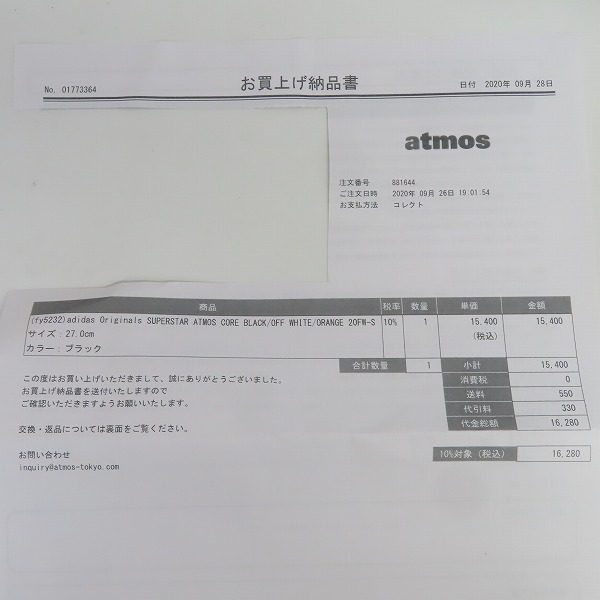 お買上げ納品書
No. 01773364
日付 2020年 09月 28日
atmos
注文番号 881644
ご注文日時 2020年 09月 26日 19:01:54
お支払方法 コレクト
商品 税率 数量 単価 金額
(fy5232)adidas Originals SUPERSTAR ATMOS CORE BLACK/OFF WHITE/ORANGE 20FW-S 10% 1 15,400 15,400
サイズ：27.0cm (税込)
カラー：ブラック
合計数量 1 小計 15,400
消費税 0
送料 550
代引料 330
代金総額 16,280
この度はお買い上げいただきまして、誠にありがとうございました。
お買上げ納品書を送付いたしますので
ご確認いただきますようお願いいたします。
交換・返品については裏面をご覧ください。
お問い合わせ
inquiry@atmos-tokyo.com
10%対象（税込） 16,280